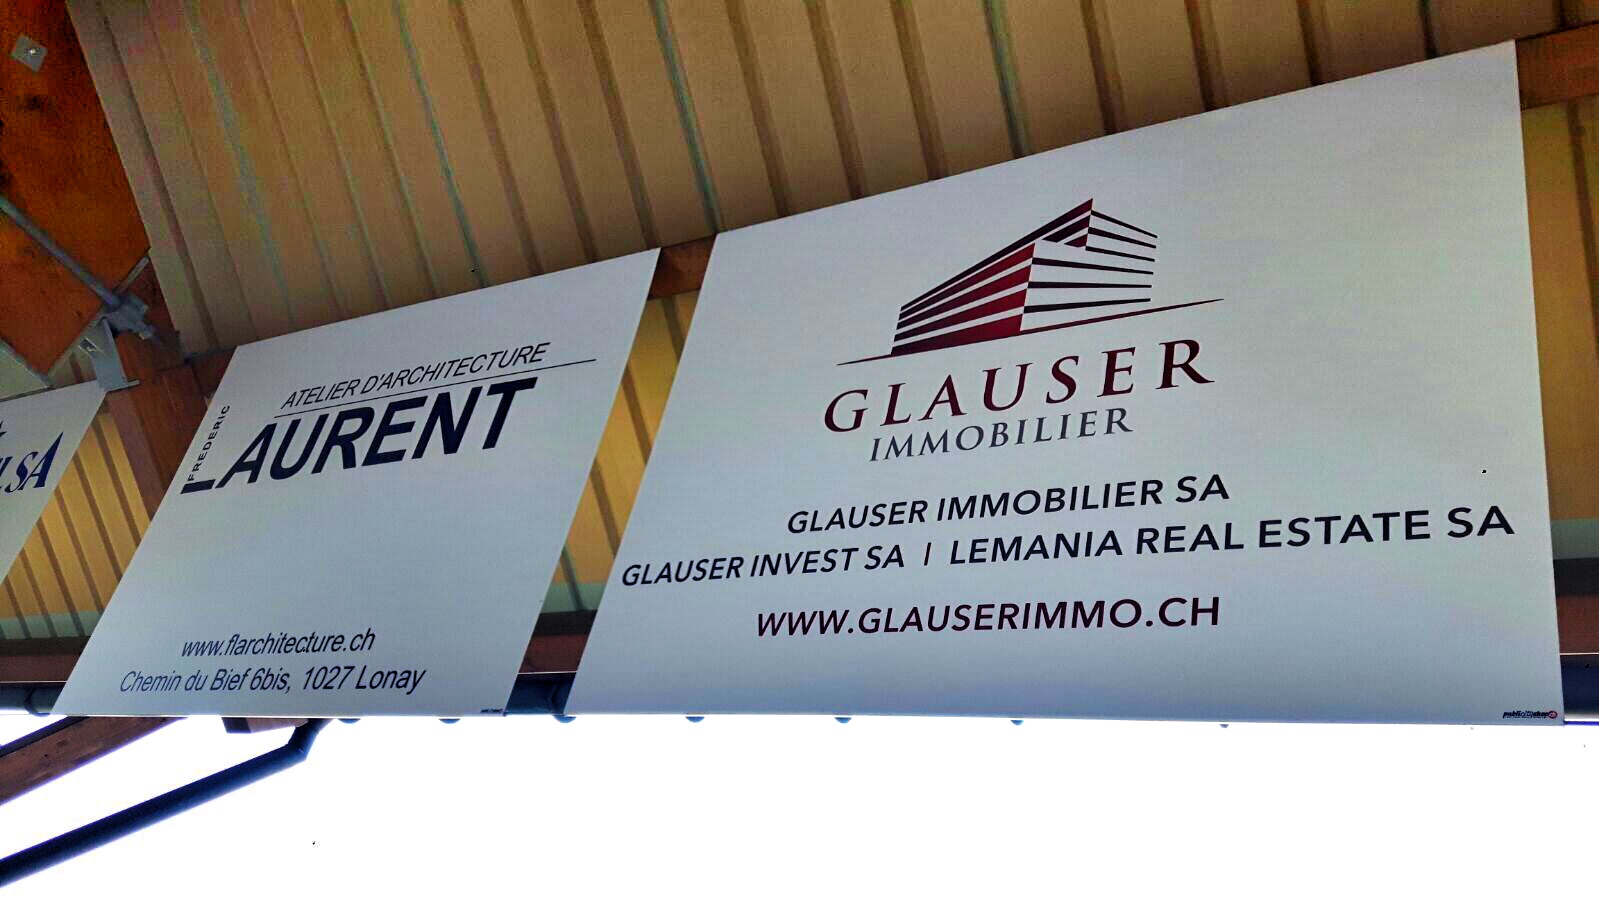 SA
ATELIER D'ARCHITECTURE
FREDERIC
LAURENT
www.flarchitecture.ch
Chemin du Bief 6bis, 1027 Lonay
GLAUSER
IMMOBILIER
GLAUSER IMMOBILIER SA
GLAUSER INVEST SA | LEMANIA REAL ESTATE SA
WWW.GLAUSERIMMO.CH